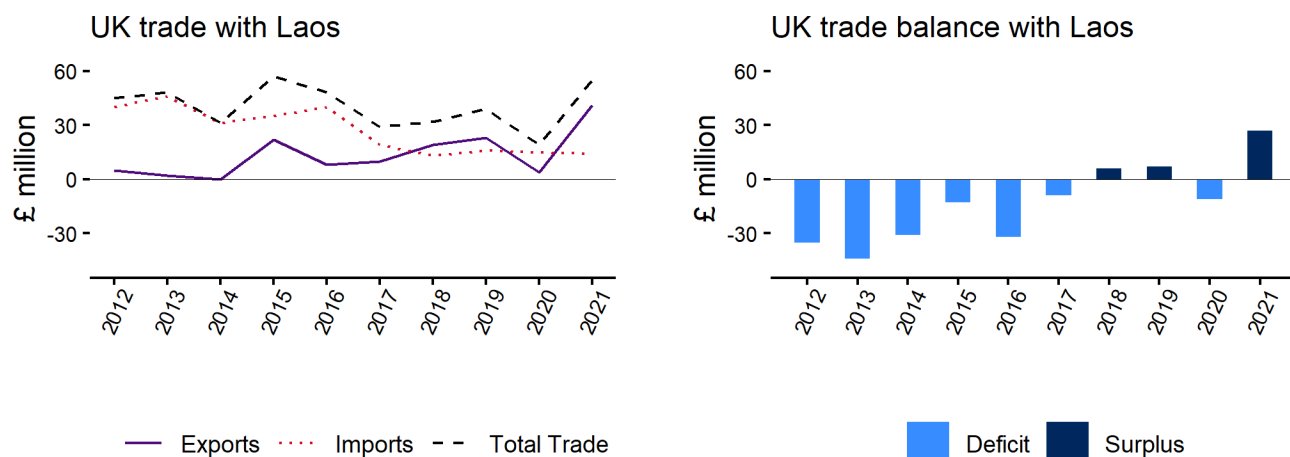 UK trade with Laos
£ million
60
30
0
-30
2012 2013 2014 2015 2016 2017 2018 2019 2020 2021
Exports Imports Total Trade
UK trade balance with Laos
£ million
60
30
0
-30
2012 2013 2014 2015 2016 2017 2018 2019 2020 2021
Deficit Surplus